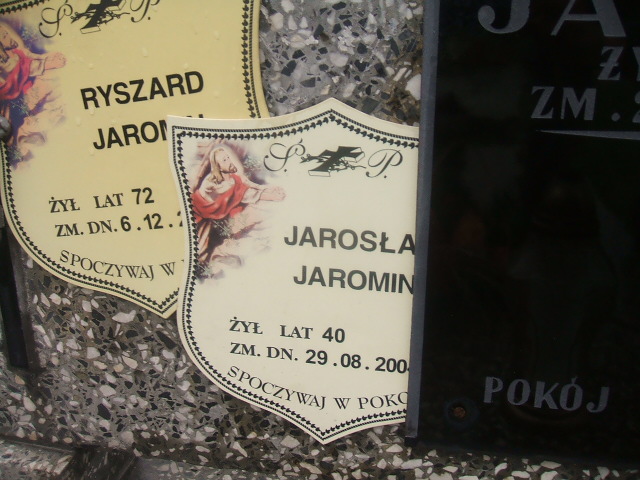 RYSZARD
ŻYŁ LAT 72
ZM. DN. 6.12.
SPOCZYWAJ W
Ś. P.
JAROSŁA
JAROMIN
ŻYŁ LAT 40
ZM. DN. 29.08.200
SPOCZYWAJ W POKO
JA
ZM.
POKÓJ